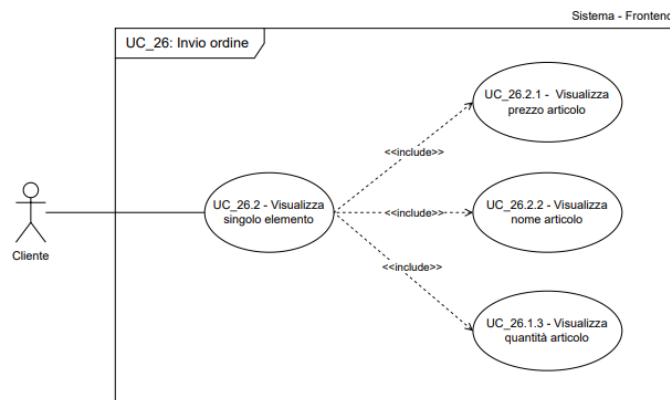 Sistema - Frontend
UC_26: Invio ordine
UC_26.2.1 - Visualizza
prezzo articolo
<<include>>
UC_26.2 - Visualizza
singolo elemento
<<include>>
UC_26.2.2 - Visualizza
nome articolo
Cliente
<<include>>
UC_26.1.3 - Visualizza
quantità articolo